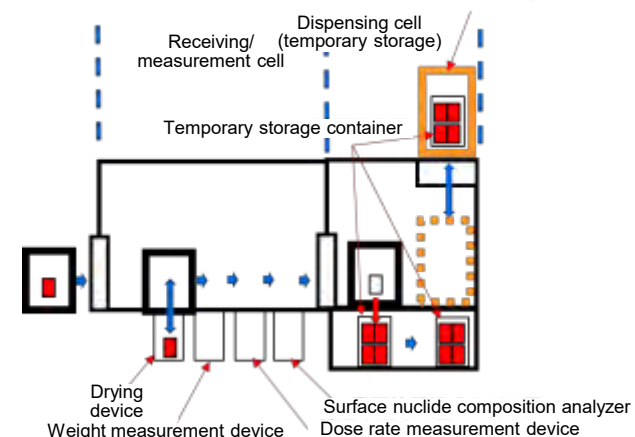 Dispensing cell
(temporary storage)
Receiving/
measurement cell
Temporary storage container
Drying
device
Weight measurement device
Surface nuclide composition analyzer
Dose rate measurement device